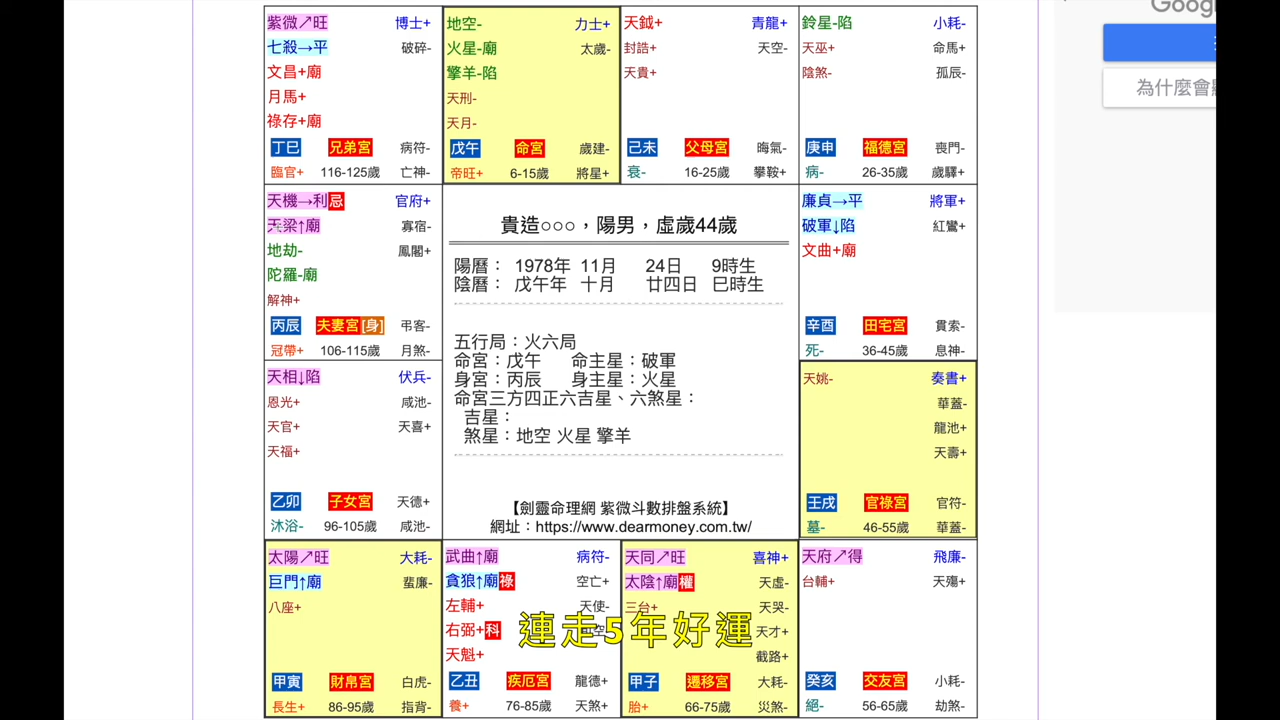 紫微↗旺 博士+
七殺→平 破碎-
文昌+廟
月馬+
祿存+廟
丁巳 兄弟宮 病符-
臨官+ 116-125歲 亡神-
地空- 力士+
火星-廟 太歲-
擎羊-陷
天刑-
天月-
戊午 命宮 歲建-
帝旺+ 6-15歲 將星+
天鉞+ 青龍+
封誥+ 天空-
天貴+
己未 父母宮 晦氣-
衰- 16-25歲 攀鞍+
鈴星-陷 小耗-
天巫+ 命馬+
陰煞- 孤辰-
庚申 福德宮 喪門-
病- 26-35歲 歲驛+
天機→利忌 官府+
天梁↑廟 寡宿-
地劫- 鳳閣+
陀羅-廟
解神+
丙辰 夫妻宮[身] 弔客-
冠帶+ 106-115歲 月煞-
貴造○○○，陽男，虛歲44歲
陽曆： 1978年 11月 24日 9時生
陰曆： 戊午年 十月 廿四日 巳時生
五行局：火六局
命宮：戊午 命主星：破軍
身宮：丙辰 身主星：火星
命宮三方四正六吉星、六煞星：
吉星：
煞星：地空 火星 擎羊
【劍靈命理網 紫微斗數排盤系統】
網址：https://www.dearmoney.com.tw/
廉貞→平 將軍+
破軍↓陷 紅鸞+
文曲+廟
辛酉 田宅宮 貫索-
死- 36-45歲 息神-
天相↓陷 伏兵-
恩光+ 咸池-
天官+ 天喜+
天福+
乙卯 子女宮 天德+
沐浴- 96-105歲 咸池-
天姚- 奏書+
華蓋-
龍池+
天壽+
壬戌 官祿宮 官符-
墓- 46-55歲 華蓋-
太陽↗旺 大耗-
巨門↑廟 蜚廉-
八座+
甲寅 財帛宮 白虎-
長生+ 86-95歲 指背-
武曲↑廟 病符-
貪狼↑廟祿 空亡+
左輔+ 天使-
右弼+科
天魁+
乙丑 疾厄宮 龍德+
養+ 76-85歲 天煞+
天同↗旺 喜神+
太陰↑廟權 天虛-
三台+ 天哭-
天才+
截路+
甲子 遷移宮 大耗-
胎+ 66-75歲 災煞-
天府↗得 飛廉-
台輔+ 天殤+
癸亥 交友宮 小耗-
絕- 56-65歲 劫煞-
連走5年好運
為什麼會